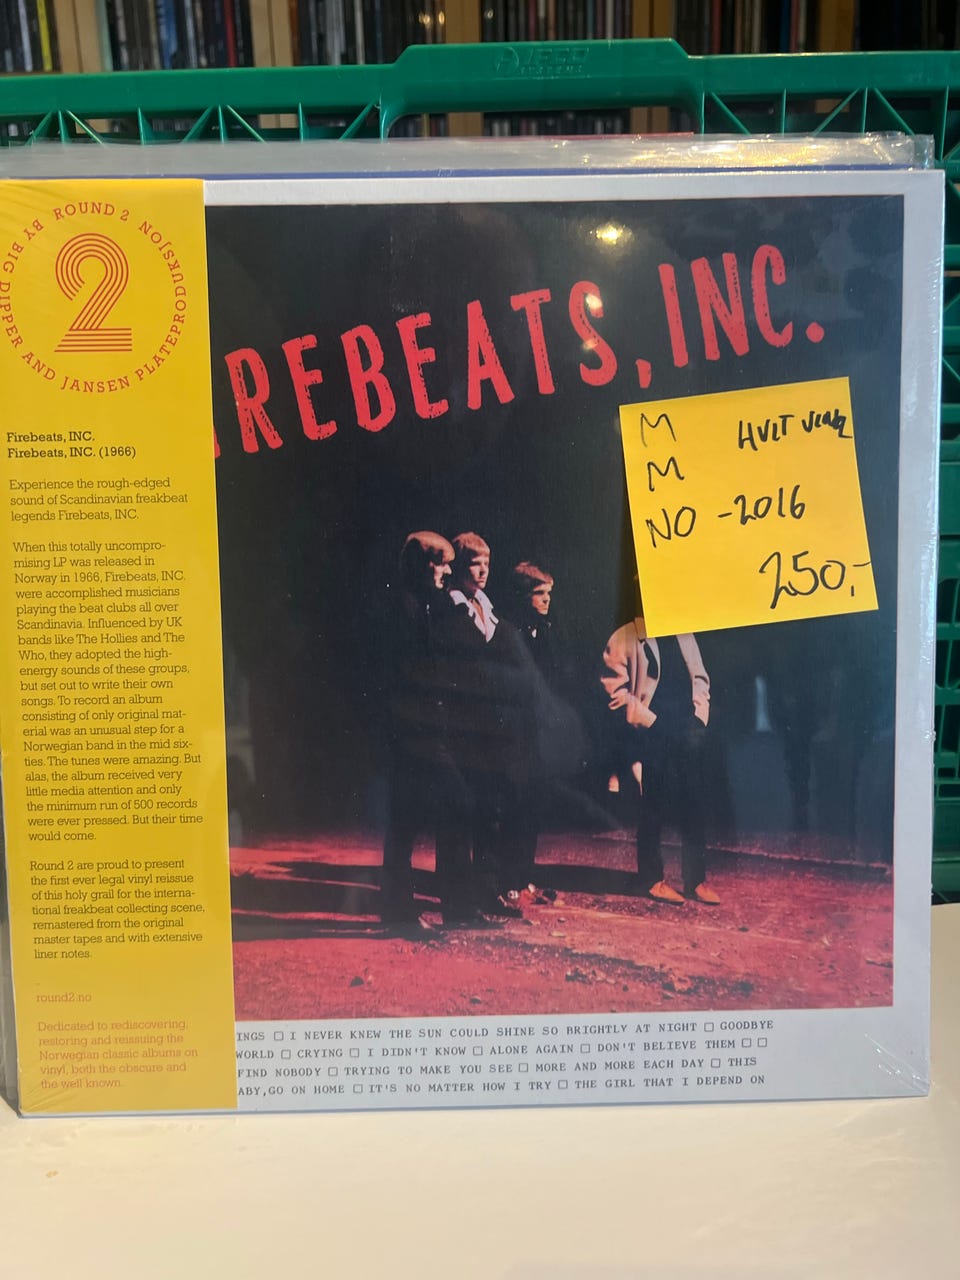 JEGO
SYSTEMS
ROUND 2
2
BY BIG DIPPER AND JANSEN PLATEPRODUKSJON
Firebeats, INC.
Firebeats, INC. (1966)
Experience the rough-edged
sound of Scandinavian freakbeat
legends Firebeats, INC.
When this totally uncompro-
mising LP was released in
Norway in 1966, Firebeats, INC.
were accomplished musicians
playing the beat clubs all over
Scandinavia. Influenced by UK
bands like The Hollies and The
Who, they adopted the high-
energy sounds of these groups,
but set out to write their own
songs. To record an album
consisting of only original mat-
erial was an unusual step for a
Norwegian band in the mid six-
ties. The tunes were amazing. But
alas, the album received very
little media attention and only
the minimum run of 500 records
were ever pressed. But their time
would come.
Round 2 are proud to present
the first ever legal vinyl reissue
of this holy grail for the interna-
tional freakbeat collecting scene,
remastered from the original
master tapes and with extensive
liner notes.
round2.no
Dedicated to rediscovering,
restoring and reissuing the
Norwegian classic albums on
vinyl, both the obscure and
the well known.
IREBEATS, INC.
M HVIT VINYL
M
NO -2016
250,-
INGS □ I NEVER KNEW THE SUN COULD SHINE SO BRIGHTLY AT NIGHT □ GOODBYE
WORLD □ CRYING □ I DIDN'T KNOW □ ALONE AGAIN □ DON'T BELIEVE THEM □ □
FIND NOBODY □ TRYING TO MAKE YOU SEE □ MORE AND MORE EACH DAY □ THIS
ABY,GO ON HOME □ IT'S NO MATTER HOW I TRY □ THE GIRL THAT I DEPEND ON